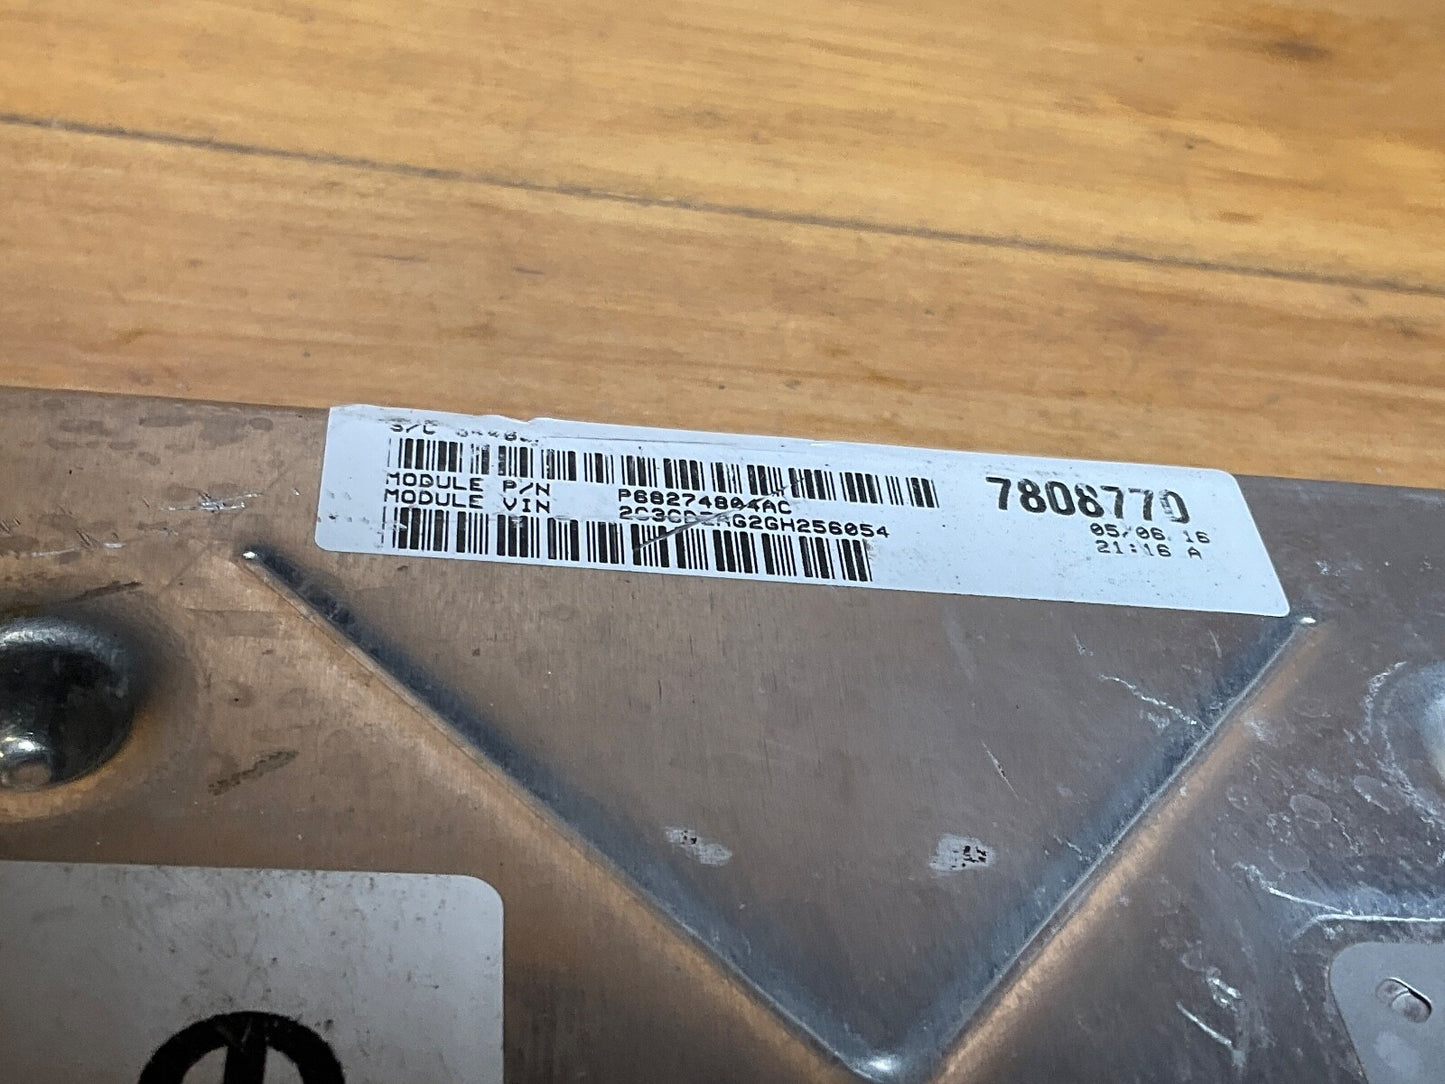 S/C
MODULE P/N P68274804AC
MODULE VIN
7808770
05/06/16
21:16 A